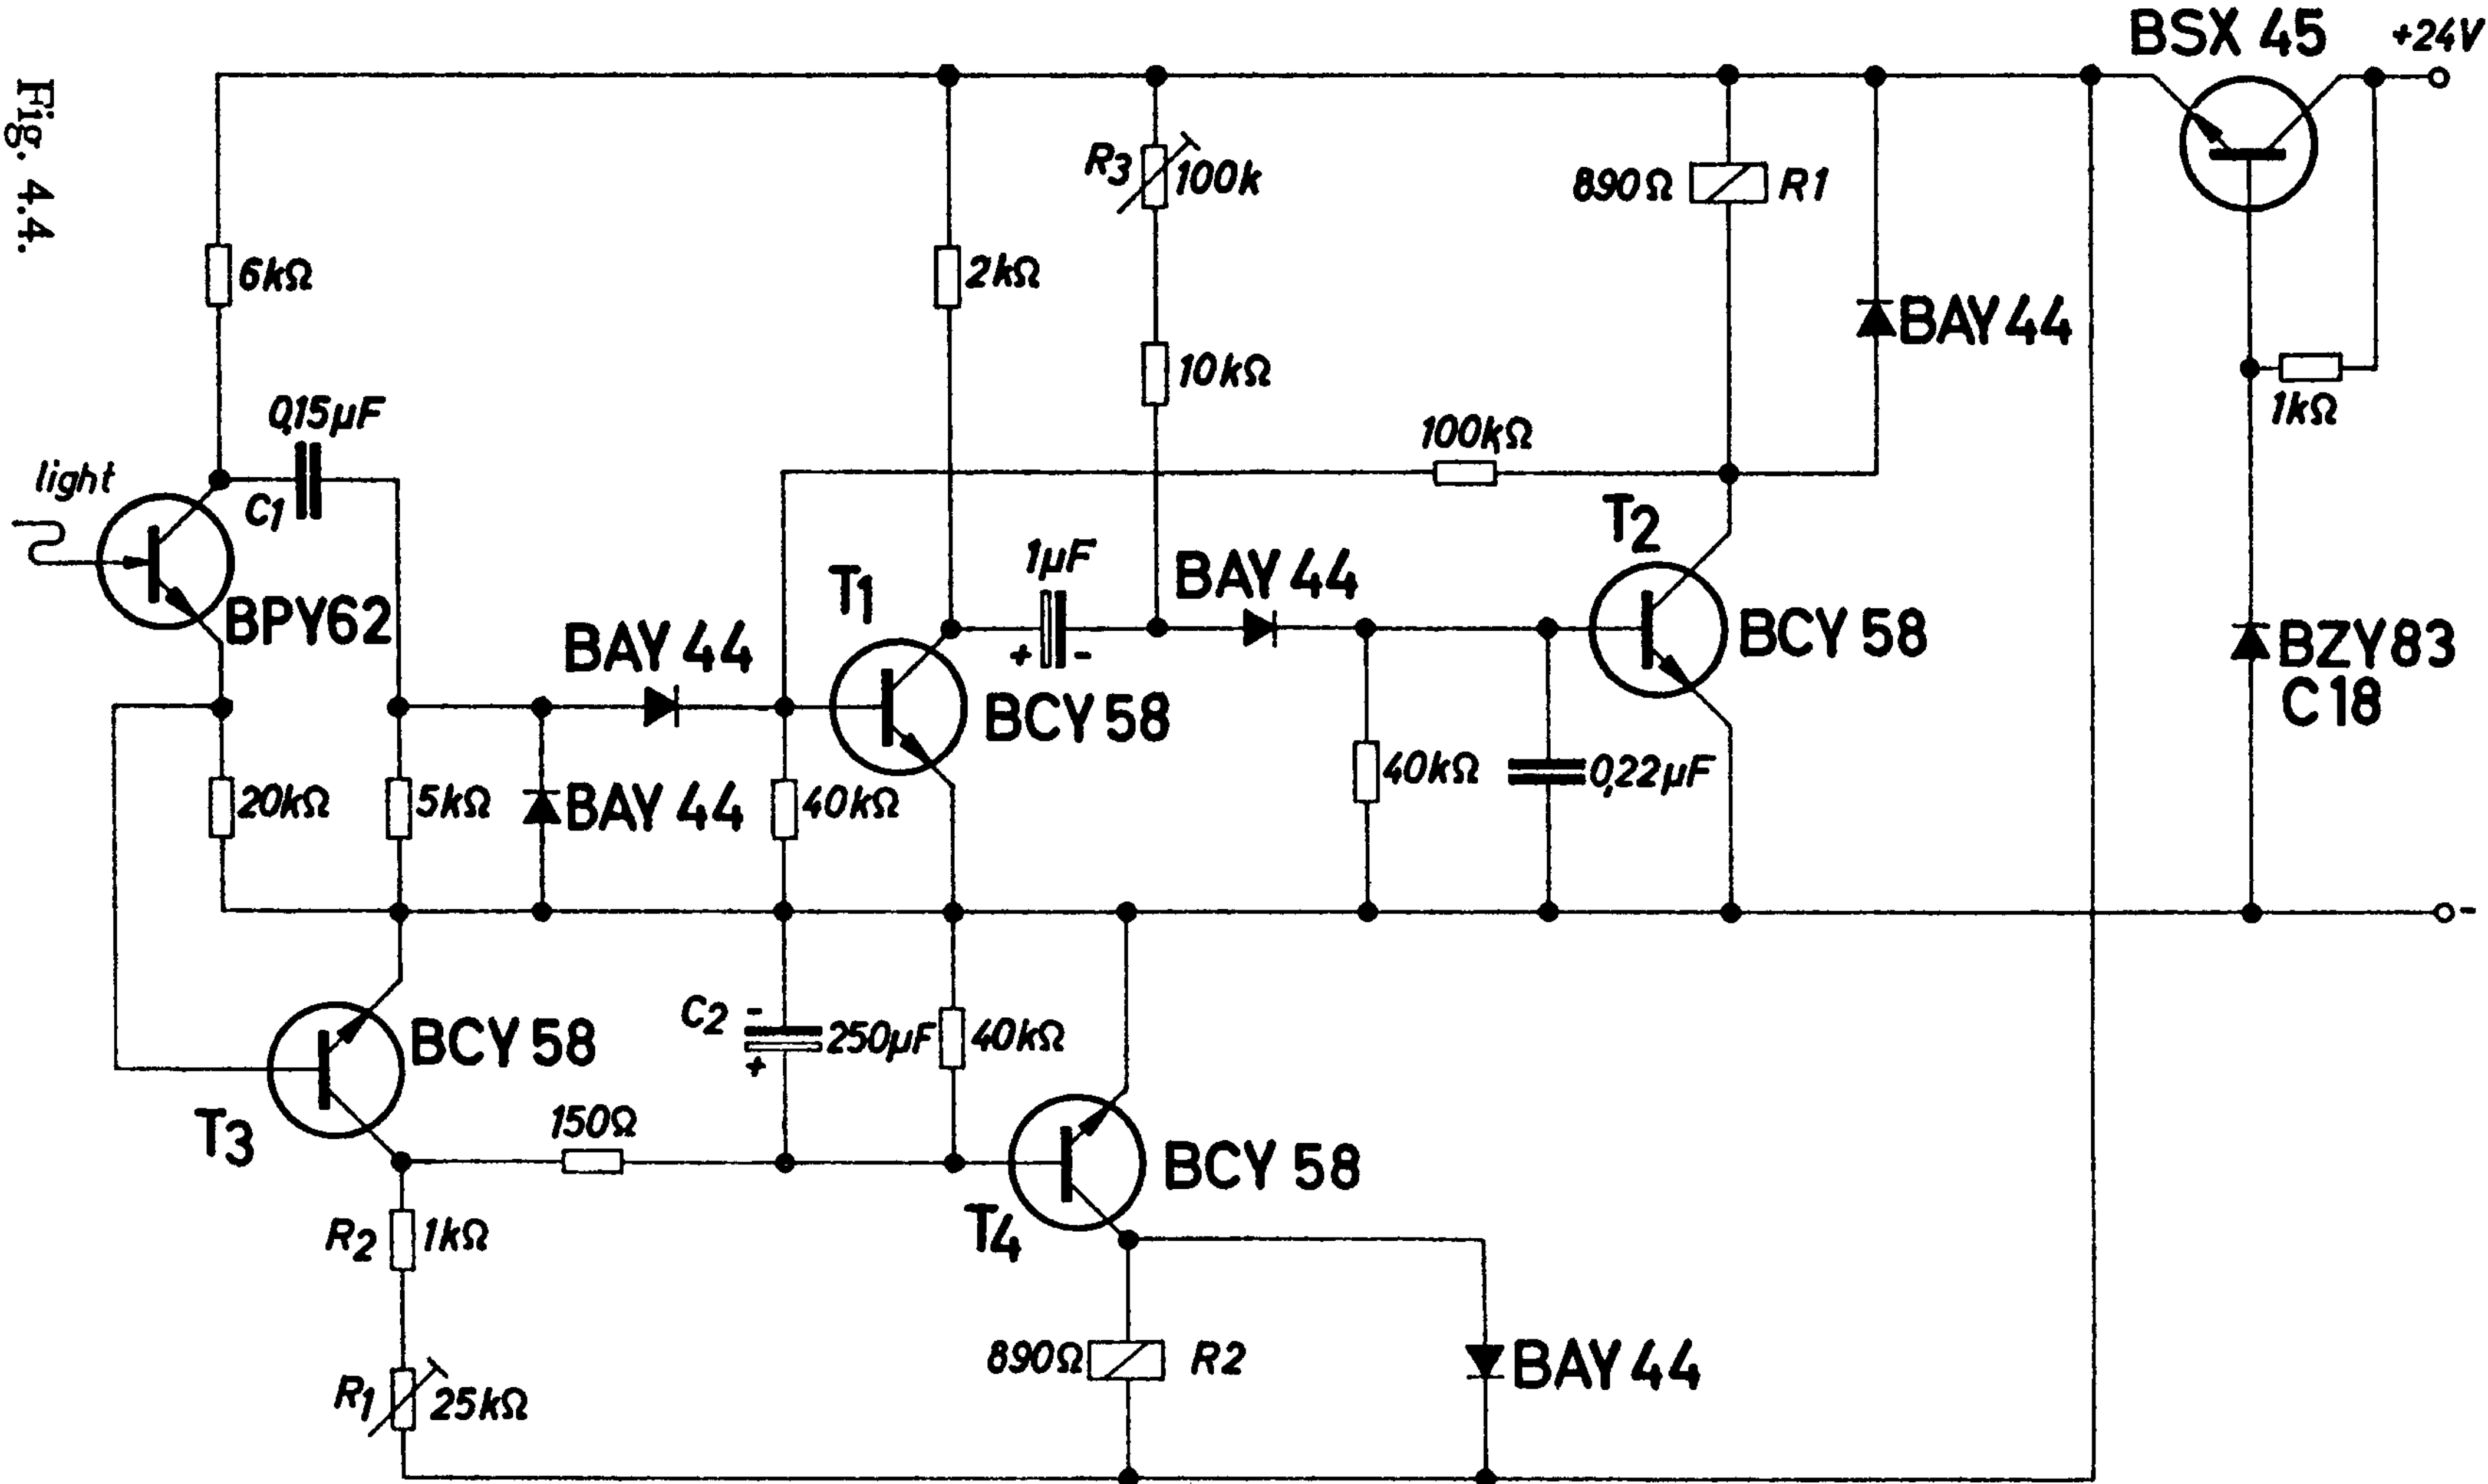 BSX 45
+24V
Fig. 4.4.
R3
100k
890Ω
R1
6kΩ
2kΩ
BAY 44
10kΩ
1kΩ
0,15μF
C1
light
100kΩ
T2
1μF
BAY 44
T1
+ -
BPY62
BAY 44
BCY 58
BCY 58
BZY83
C18
20kΩ
5kΩ
BAY 44
40kΩ
40kΩ
0,22μF
-
C2
-
250μF
+
40kΩ
BCY 58
T3
150Ω
BCY 58
T4
R2
1kΩ
R1
25kΩ
890Ω
R2
BAY 44